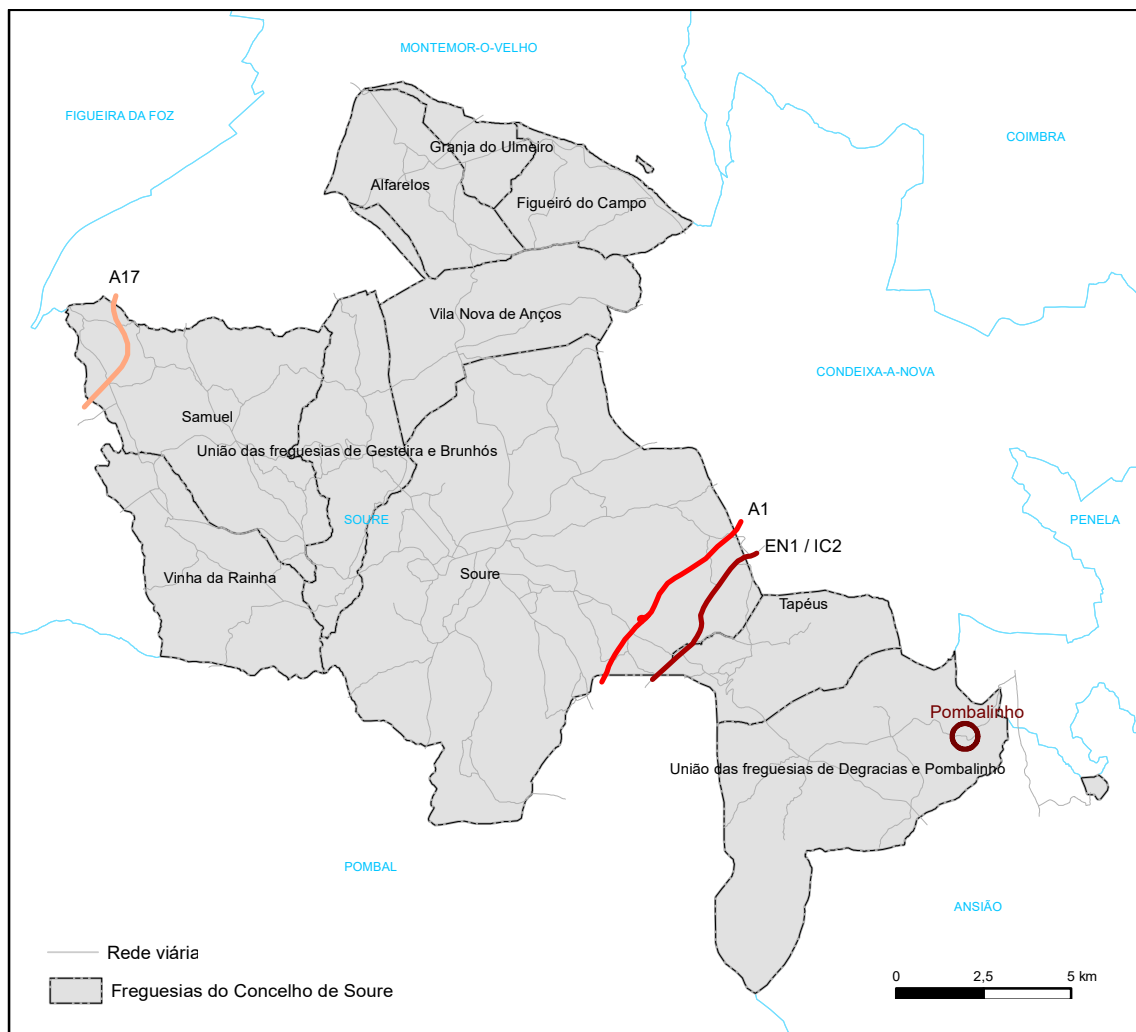 MONTEMOR-O-VELHO
FIGUEIRA DA FOZ
COIMBRA
Granja do Ulmeiro
Alfarelos
Figueiró do Campo
A17
Vila Nova de Anços
CONDEIXA-A-NOVA
Samuel
União das freguesias de Gesteira e Brunhós
A1
SOURE
PENELA
EN1 / IC2
Soure
Vinha da Rainha
Tapéus
Pombalinho
União das freguesias de Degracias e Pombalinho
POMBAL
ANSIÃO
Rede viária
Freguesias do Concelho de Soure
0 2,5 5 km